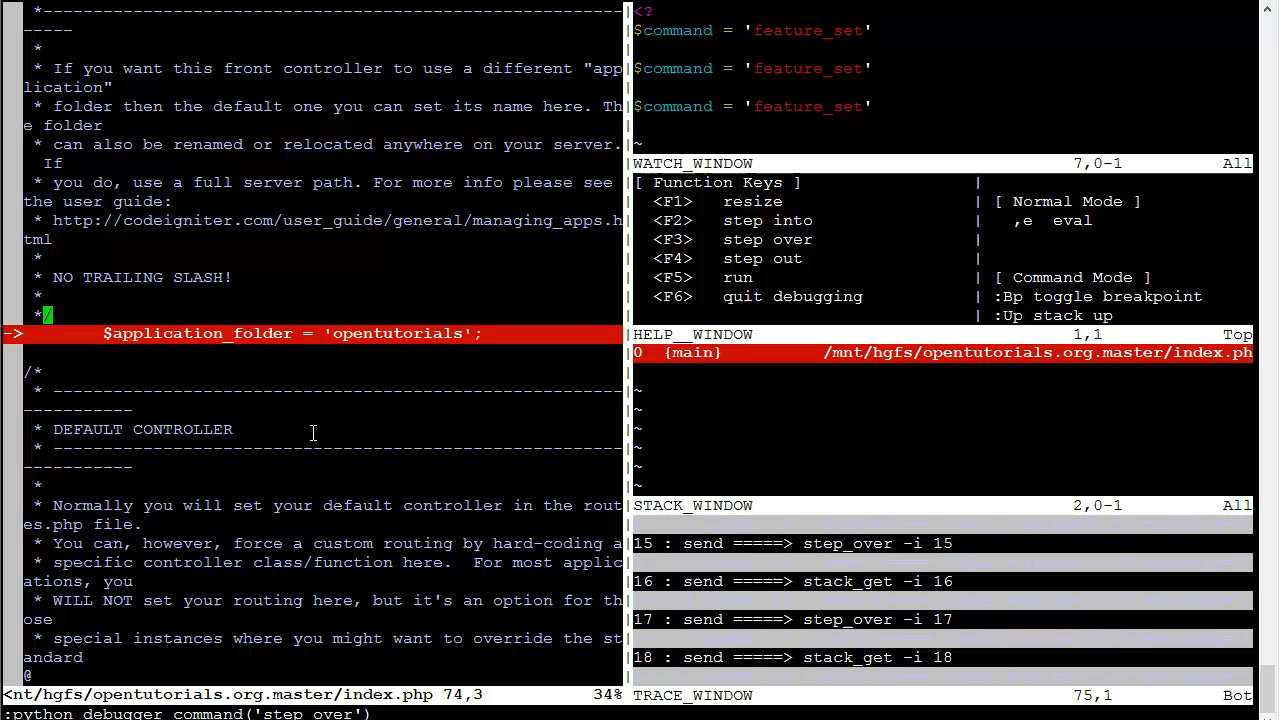 *-----------------------------------------------------------
-----
 *
 * If you want this front controller to use a different "app
lication"
 * folder then the default one you can set its name here. Th
e folder
 * can also be renamed or relocated anywhere on your server.
  If
 * you do, use a full server path. For more info please see
the user guide:
 * http://codeigniter.com/user_guide/general/managing_apps.h
tml
 *
 * NO TRAILING SLASH!
 *
 */
->        $application_folder = 'opentutorials';
/*
 * ----------------------------------------------------------
-----------
 * DEFAULT CONTROLLER
 * ----------------------------------------------------------
-----------
 *
 * Normally you will set your default controller in the rout
es.php file.
 * You can, however, force a custom routing by hard-coding a
 * specific controller class/function here.  For most applic
ations, you
 * WILL NOT set your routing here, but it's an option for th
ose
 * special instances where you might want to override the st
andard
@
<nt/hgfs/opentutorials.org.master/index.php 74,3 34%
:python debugger_command('step_over')
<?
$command = 'feature_set'
$command = 'feature_set'
$command = 'feature_set'
~
WATCH_WINDOW 7,0-1 All
[ Function Keys ] |
<F1> resize | [ Normal Mode ]
<F2> step into | ,e eval
<F3> step over |
<F4> step out |
<F5> run | [ Command Mode ]
<F6> quit debugging | :Bp toggle breakpoint
| :Up stack up
HELP__WINDOW 1,1 Top
0 {main} /mnt/hgfs/opentutorials.org.master/index.ph
~
~
~
~
~
~
STACK_WINDOW 2,0-1 All
15 : send =====> step_over -i 15
16 : send =====> stack_get -i 16
17 : send =====> step_over -i 17
18 : send =====> stack_get -i 18
TRACE_WINDOW 75,1 Bot